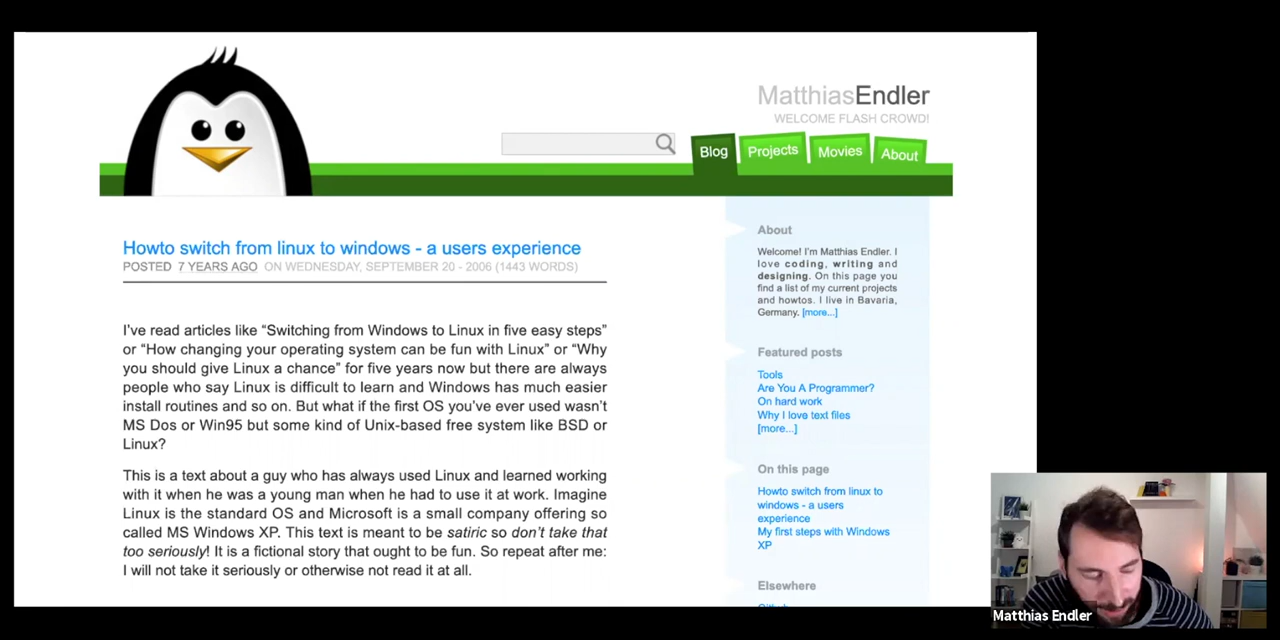 MatthiasEndler
WELCOME FLASH CROWD!
Blog
Projects
Movies
About
Howto switch from linux to windows - a users experience
POSTED 7 YEARS AGO ON WEDNESDAY, SEPTEMBER 20 - 2006 (1443 WORDS)
I've read articles like “Switching from Windows to Linux in five easy steps”
or “How changing your operating system can be fun with Linux” or “Why
you should give Linux a chance” for five years now but there are always
people who say Linux is difficult to learn and Windows has much easier
install routines and so on. But what if the first OS you've ever used wasn't
MS Dos or Win95 but some kind of Unix-based free system like BSD or
Linux?
This is a text about a guy who has always used Linux and learned working
with it when he was a young man when he had to use it at work. Imagine
Linux is the standard OS and Microsoft is a small company offering so
called MS Windows XP. This text is meant to be satiric so don't take that
too seriously! It is a fictional story that ought to be fun. So repeat after me:
I will not take it seriously or otherwise not read it at all.
About
Welcome! I'm Matthias Endler. I
love coding, writing and
designing. On this page you
find a list of my current projects
and howtos. I live in Bavaria,
Germany. [more...]
Featured posts
Tools
Are You A Programmer?
On hard work
Why I love text files
[more...]
On this page
Howto switch from linux to
windows - a users
experience
My first steps with Windows
XP
Elsewhere
Matthias Endler